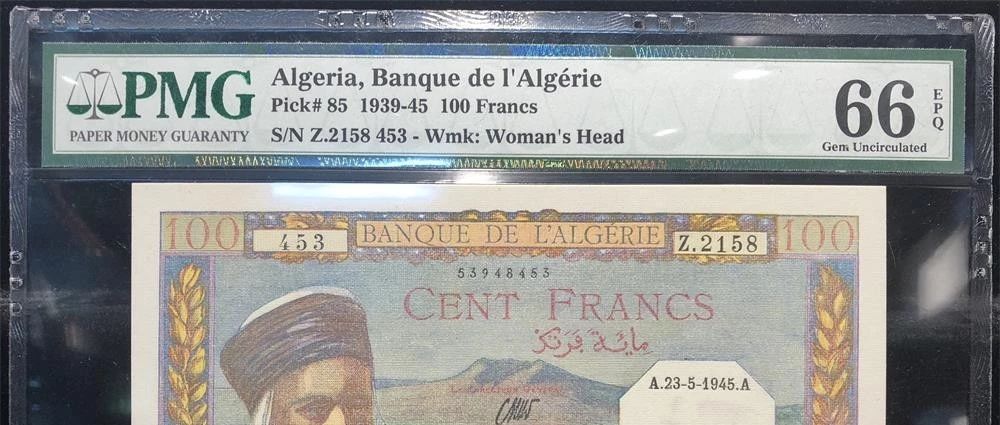 PMG
PAPER MONEY GUARANTY
Algeria, Banque de l'Algérie
Pick# 85 1939-45 100 Francs
S/N Z.2158 453 - Wmk: Woman's Head
66
EPQ
Gem Uncirculated
100
453
BANQUE DE L'ALGÉRIE
Z.2158
100
53948453
CENT FRANCS
مائة فرنك
A.23-5-1945.A